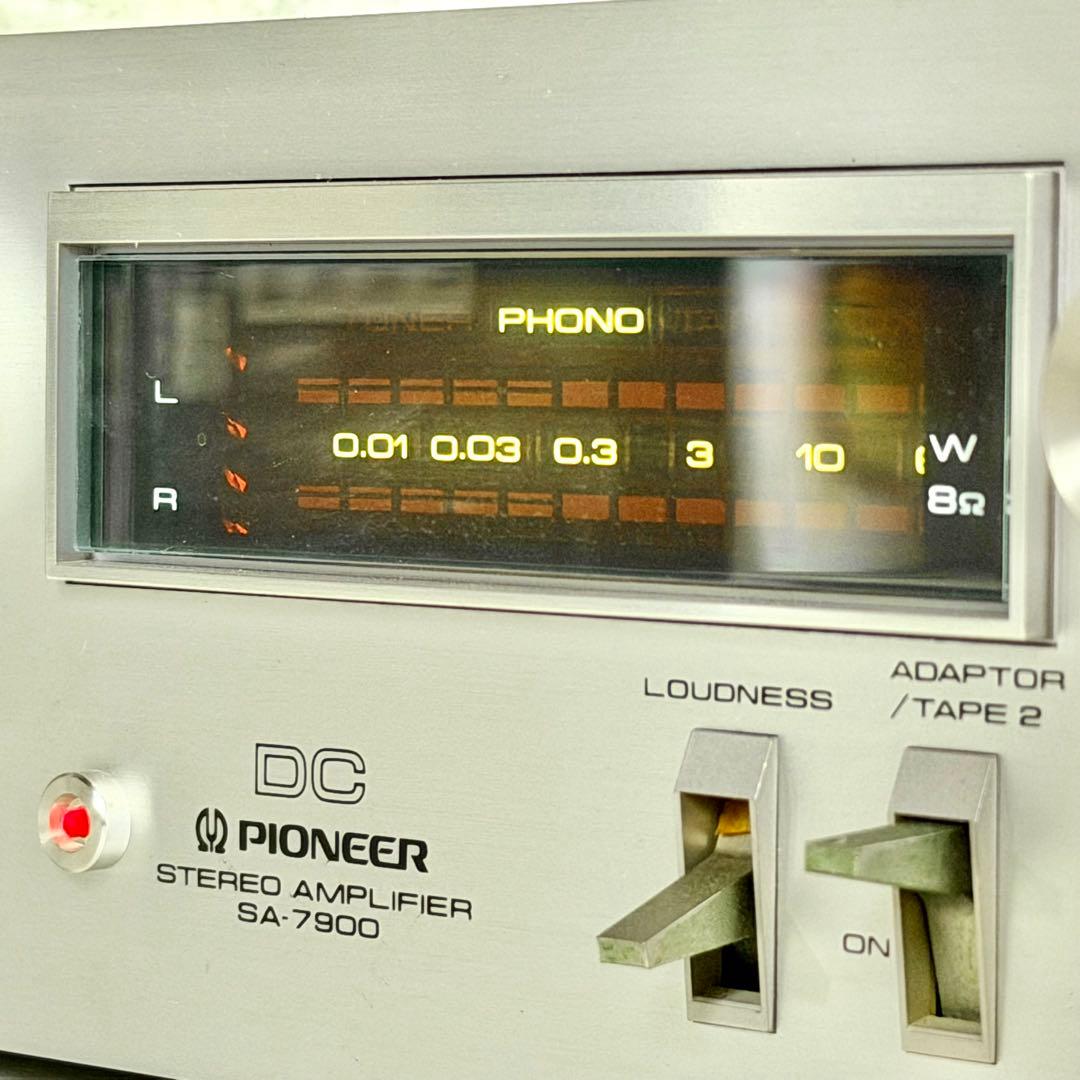 PHONO
L
0.01 0.03 0.3 3 10
W
R
8Ω
LOUDNESS
ADAPTOR
/TAPE 2
DC
PIONEER
STEREO AMPLIFIER
SA-7900
ON